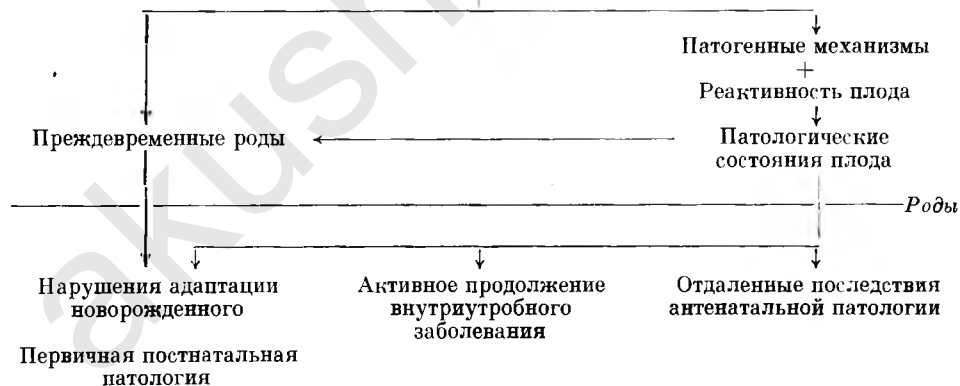 Патогенные механизмы
+
Реактивность плода
Преждевременные роды
Патологические
состояния плода
Роды
Нарушения адаптации
новорожденного
Активное продолжение
внутриутробного
заболевания
Отдаленные последствия
антенатальной патологии
Первичная постнатальная
патология
akush